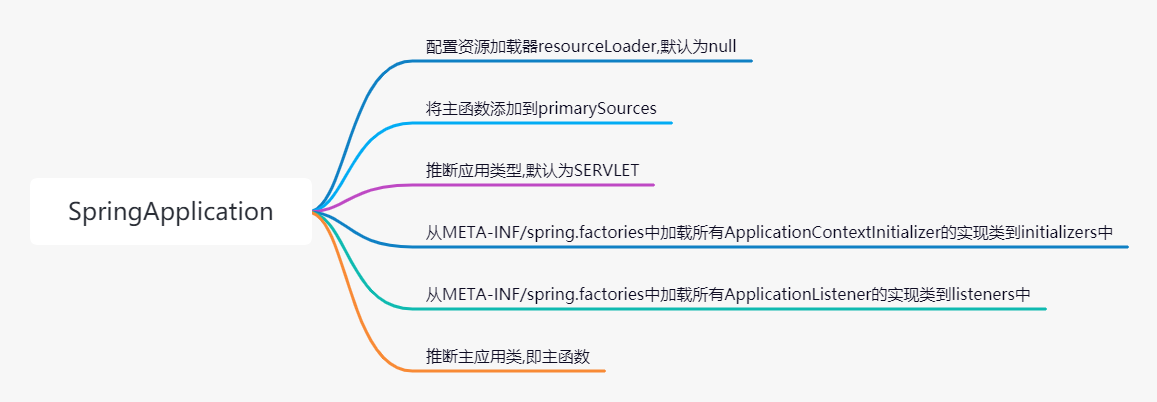 配置资源加载器resourceLoader,默认为null
将主函数添加到primarySources
推断应用类型,默认为SERVLET
SpringApplication
从META-INF/spring.factories中加载所有ApplicationContextInitializer的实现类到initializers中
从META-INF/spring.factories中加载所有ApplicationListener的实现类到listeners中
推断主应用类,即主函数